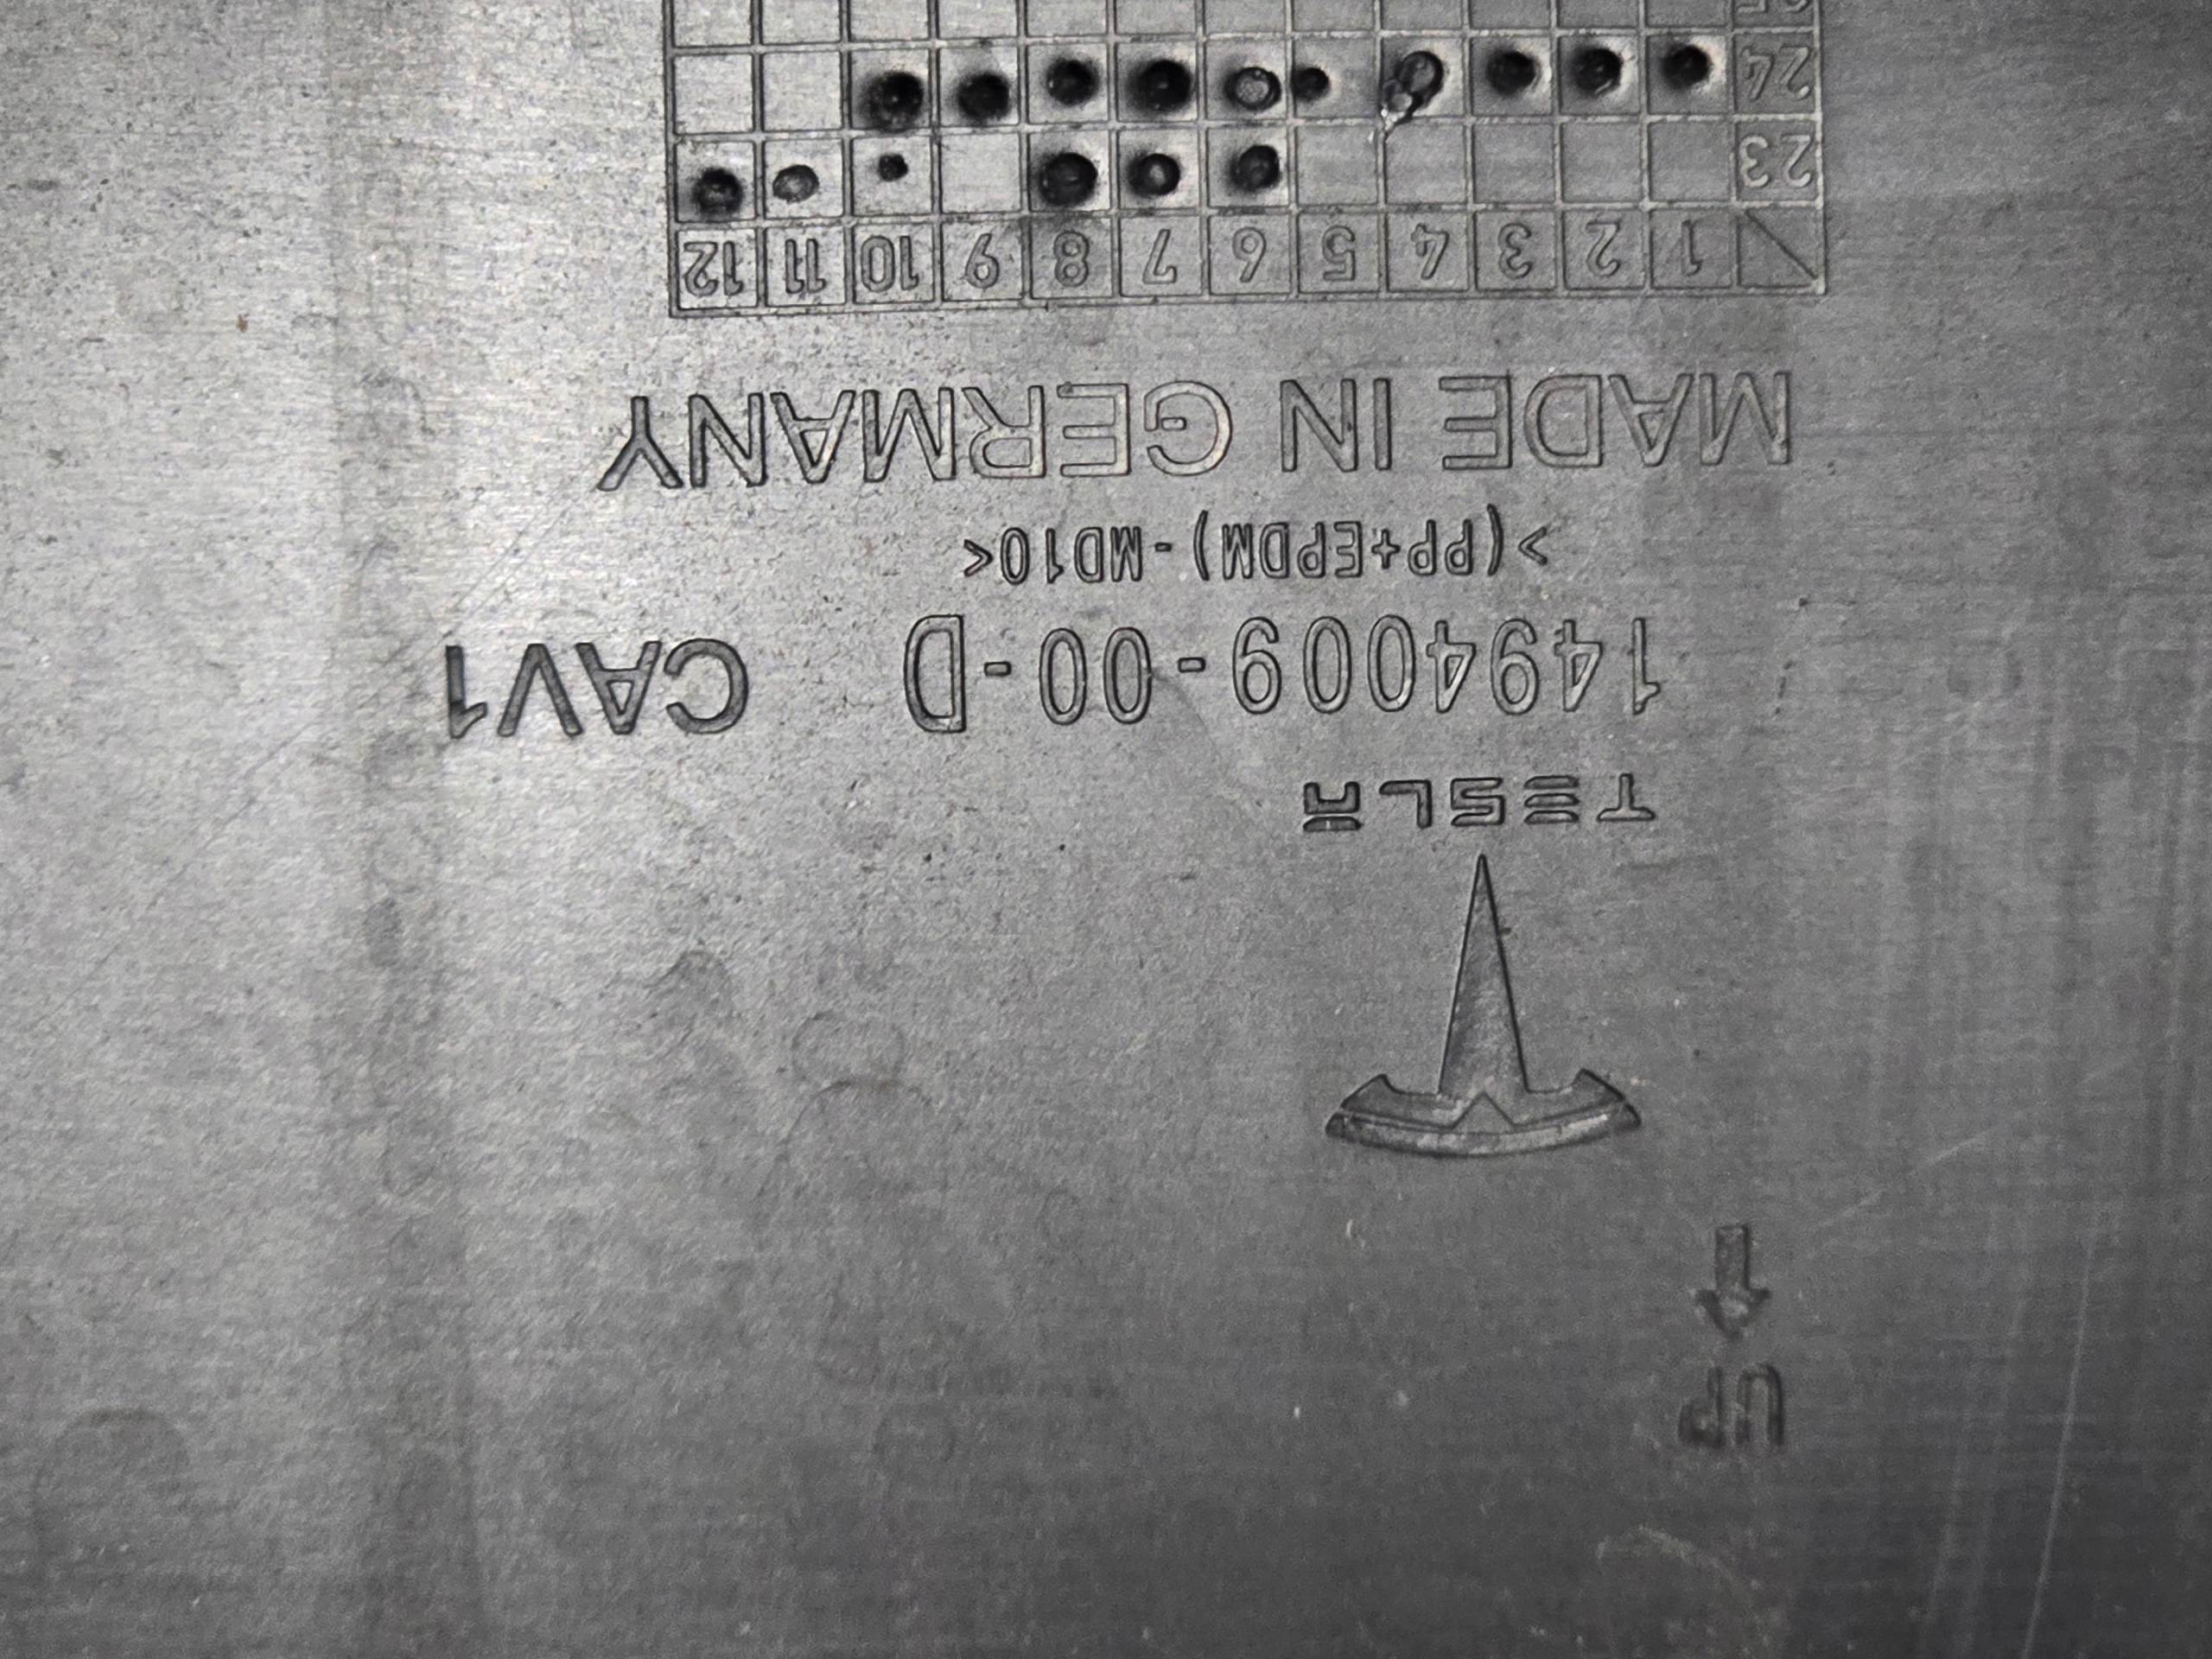 UP
TESLA
1494009-00-D CAV1
>(PP+EPDM)-MD10<
MADE IN GERMANY
1 2 3 4 5 6 7 8 9 10 11 12
23
24